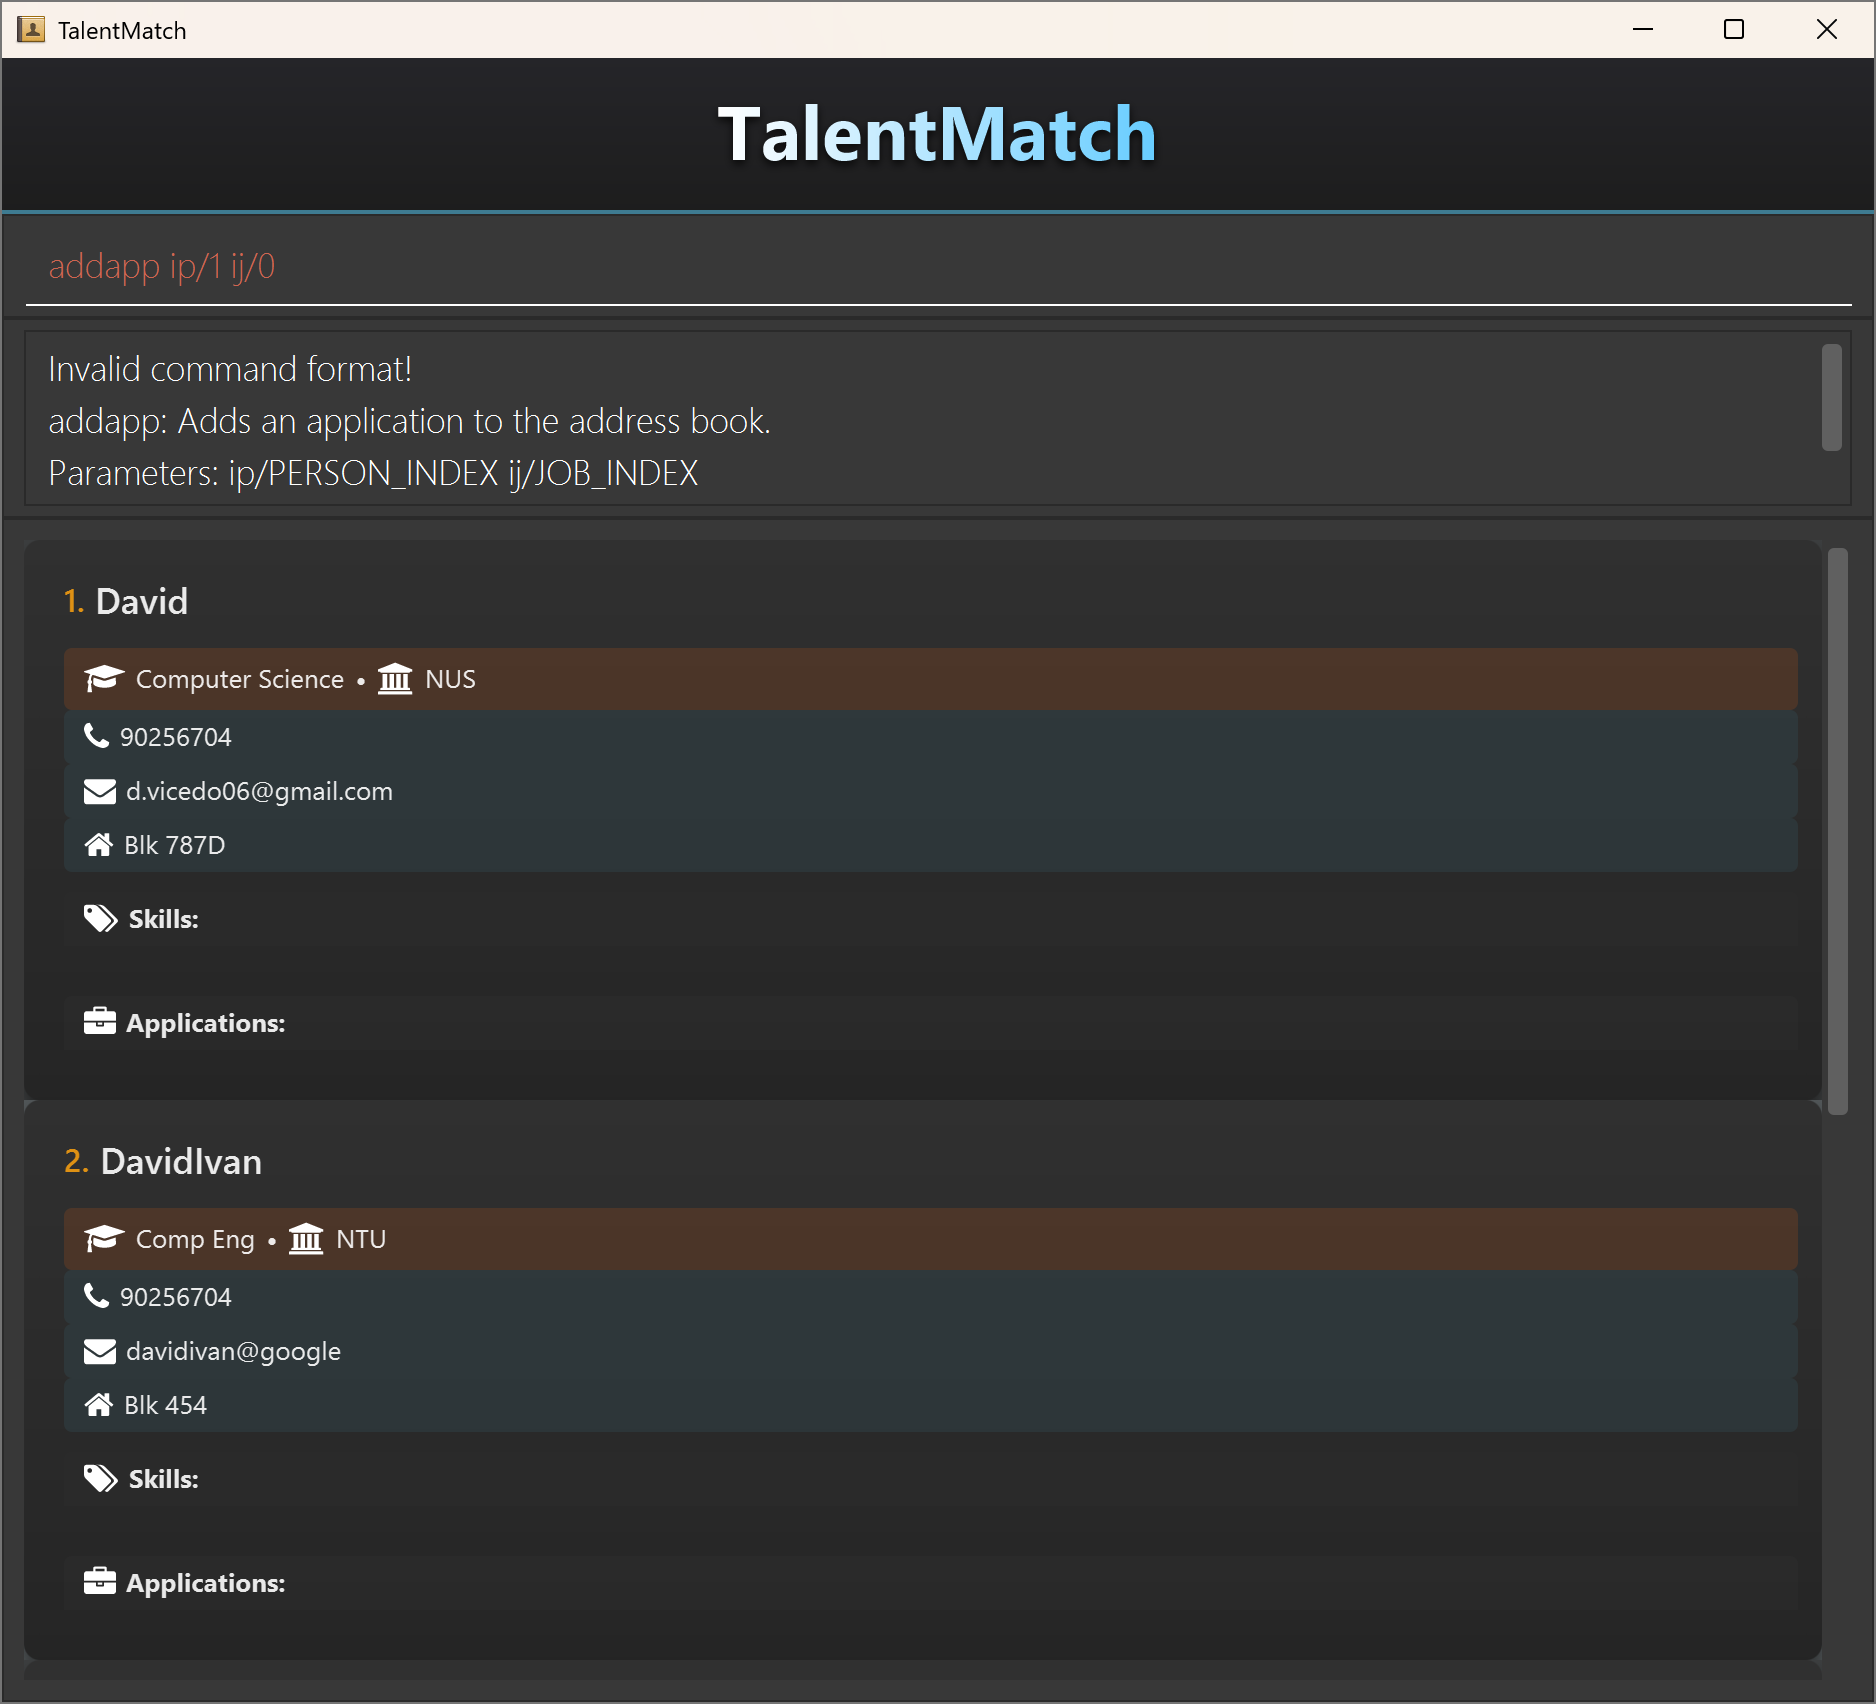 TalentMatch
TalentMatch
addapp ip/1 ij/0
Invalid command format!
addapp: Adds an application to the address book.
Parameters: ip/PERSON_INDEX ij/JOB_INDEX
1. David
Computer Science • NUS
90256704
d.vicedo06@gmail.com
Blk 787D
Skills:
Applications:
2. DavidIvan
Comp Eng • NTU
90256704
davidivan@google
Blk 454
Skills:
Applications: